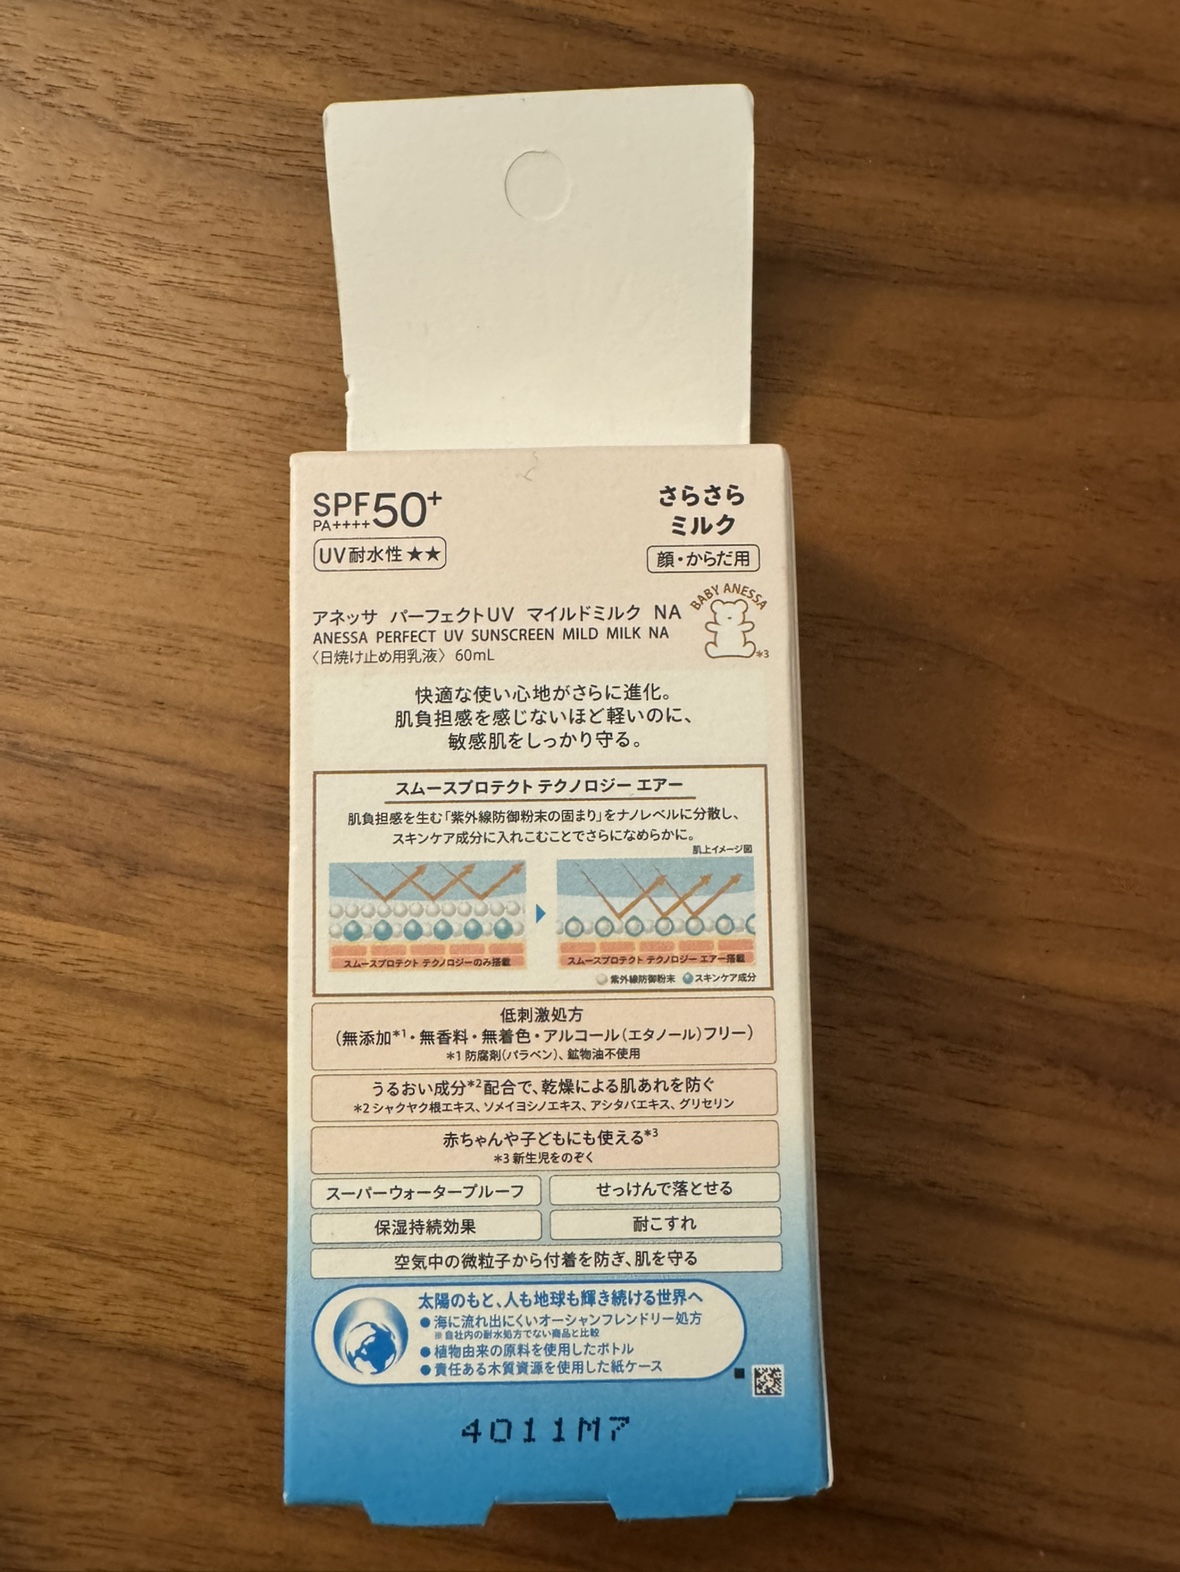 SPF50+
PA++++
UV耐水性★★
さらさら
ミルク
顔・からだ用
アネッサ パーフェクトUV マイルドミルク NA
ANESSA PERFECT UV SUNSCREEN MILD MILK NA
〈日焼け止め用乳液〉 60mL
BABY ANESSA
*3
快適な使い心地がさらに進化。
肌負担感を感じないほど軽いのに、
敏感肌をしっかり守る。
スムースプロテクト テクノロジー エアー
肌負担感を生む「紫外線防御粉末の固まり」をナノレベルに分散し、
スキンケア成分に入れこむことでさらになめらかに。
肌上イメージ図
スムースプロテクト テクノロジーのみ搭載
スムースプロテクト テクノロジー エアー搭載
紫外線防御粉末 スキンケア成分
低刺激処方
(無添加*1・無香料・無着色・アルコール(エタノール)フリー)
*1 防腐剤(パラベン)、鉱物油不使用
うるおい成分*2配合で、乾燥による肌あれを防ぐ
*2 シャクヤク根エキス、ソメイヨシノエキス、アシタバエキス、グリセリン
赤ちゃんや子どもにも使える*3
*3 新生児をのぞく
スーパーウォータープルーフ
せっけんで落とせる
保湿持続効果
耐こすれ
空気中の微粒子から付着を防ぎ、肌を守る
太陽のもと、人も地球も輝き続ける世界へ
●海に流れ出にくいオーシャンフレンドリー処方
※自社内の耐水処方でない商品と比較
●植物由来の原料を使用したボトル
●責任ある木質資源を使用した紙ケース
4011M7